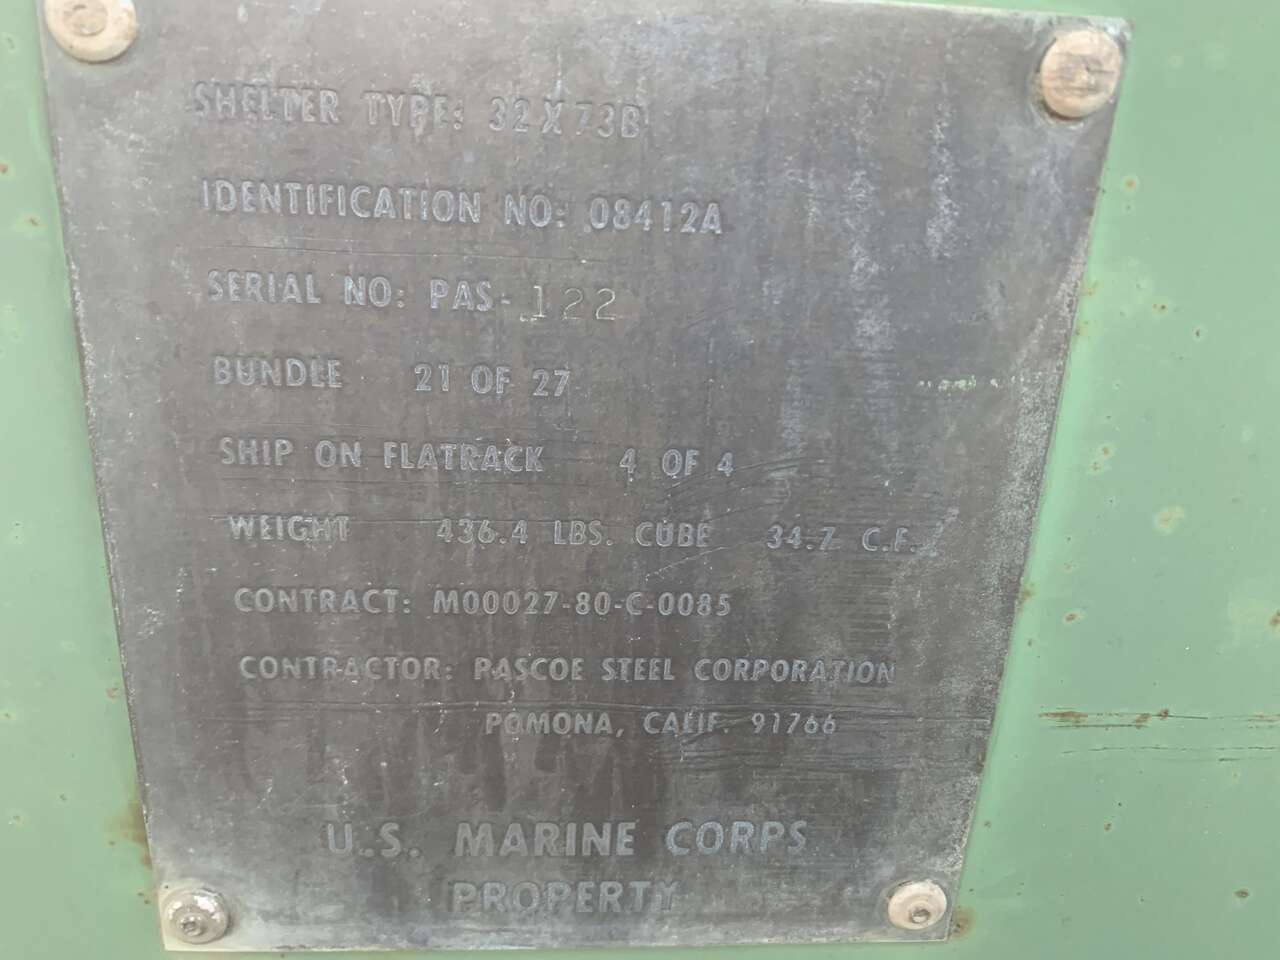 SHELTER TYPE: 32X73B
IDENTIFICATION NO: 08412A
SERIAL NO: PAS-122
BUNDLE 21 OF 27
SHIP ON FLATRACK 4 OF 4
WEIGHT 436.4 LBS. CUBE 34.7 C.F.
CONTRACT: M00027-80-C-0085
CONTRACTOR: PASCOE STEEL CORPORATION
POMONA, CALIF. 91766
U.S. MARINE CORPS
PROPERTY